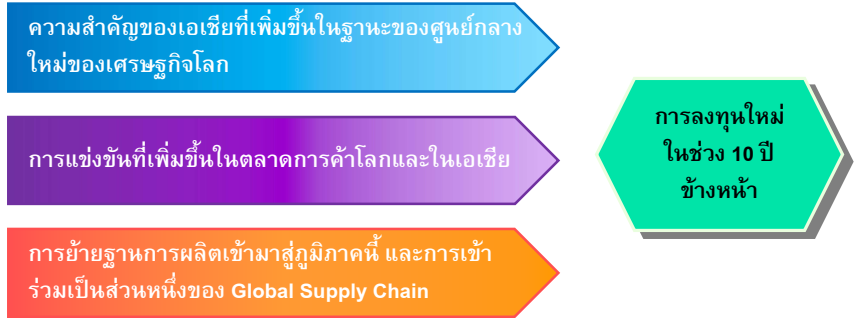 ความสำคัญของเอเชียที่เพิ่มขึ้นในฐานะของศูนย์กลาง
ใหม่ของเศรษฐกิจโลก
การแข่งขันที่เพิ่มขึ้นในตลาดการค้าโลกและในเอเชีย
การย้ายฐานการผลิตเข้ามาสู่ภูมิภาคนี้ และการเข้า
ร่วมเป็นส่วนหนึ่งของ Global Supply Chain
การลงทุนใหม่
ในช่วง 10 ปี
ข้างหน้า